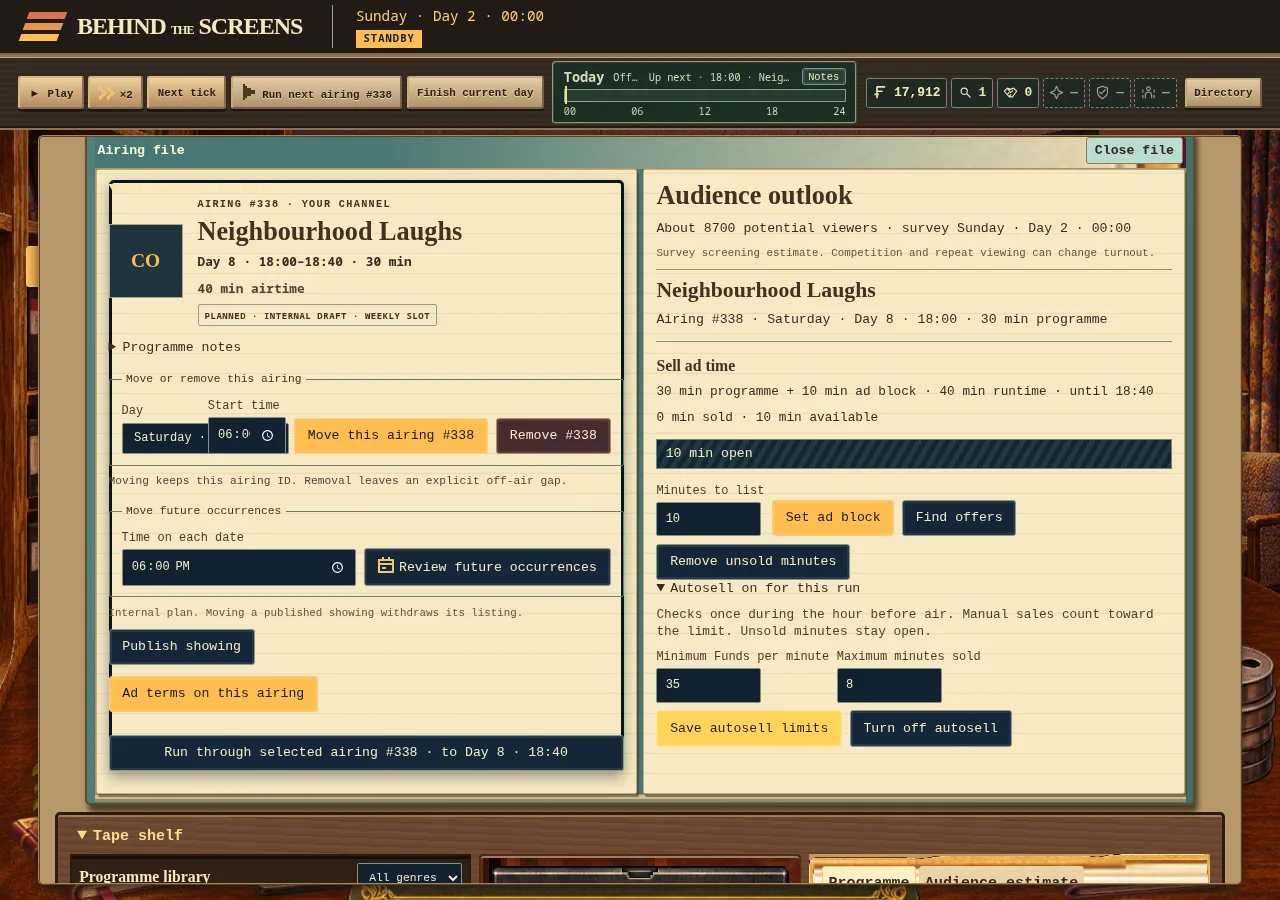 BEHIND THE SCREENS
Sunday · Day 2 · 00:00
STANDBY
Play
×2
Next tick
Run next airing #338
Finish current day
Today Off… Up next · 18:00 · Neig… Notes
00 06 12 18 24
17,912
1
0
—
—
—
Directory
Airing file
Close file
AIRING #338 · YOUR CHANNEL
CO
Neighbourhood Laughs
Day 8 · 18:00–18:40 · 30 min
40 min airtime
PLANNED · INTERNAL DRAFT · WEEKLY SLOT
Programme notes
Move or remove this airing
Day
Start time
Saturday ·
06:0
Move this airing #338
Remove #338
Moving keeps this airing ID. Removal leaves an explicit off-air gap.
Move future occurrences
Time on each date
06:00 PM
Review future occurrences
Internal plan. Moving a published showing withdraws its listing.
Publish showing
Ad terms on this airing
Run through selected airing #338 · to Day 8 · 18:40
Audience outlook
About 8700 potential viewers · survey Sunday · Day 2 · 00:00
Survey screening estimate. Competition and repeat viewing can change turnout.
Neighbourhood Laughs
Airing #338 · Saturday · Day 8 · 18:00 · 30 min programme
Sell ad time
30 min programme + 10 min ad block · 40 min runtime · until 18:40
0 min sold · 10 min available
10 min open
Minutes to list
10
Set ad block
Find offers
Remove unsold minutes
Autosell on for this run
Checks once during the hour before air. Manual sales count toward
the limit. Unsold minutes stay open.
Minimum Funds per minute
Maximum minutes sold
35
8
Save autosell limits
Turn off autosell
Tape shelf
Programme library
All genres
Programme
Audience estimate